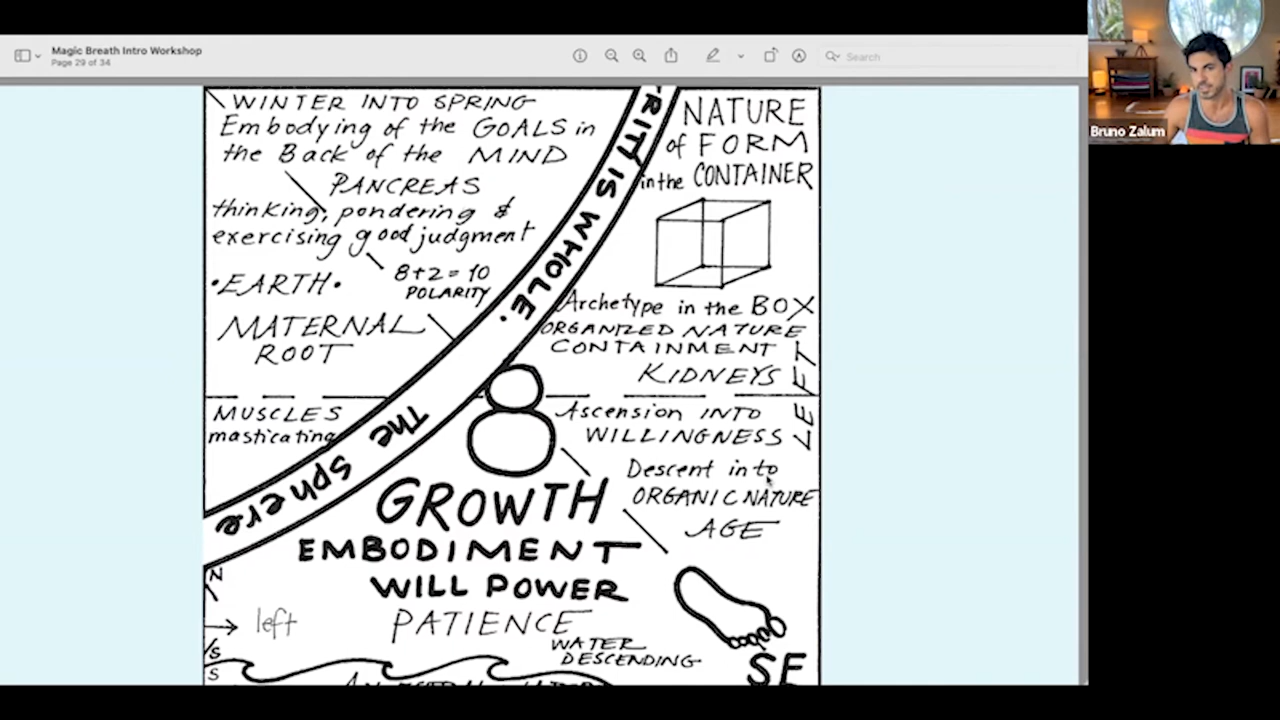 Magic Breath Intro Workshop
Page 29 of 34
Search
Bruno Zalum
WINTER INTO SPRING
Embodying of the GOALS in
the Back of the MIND
PANCREAS
thinking, pondering &
exercising good judgment
•EARTH•
8+2=10
POLARITY
MATERNAL
ROOT
MUSCLES
masticating
The Sphere
RITI IS WHOLE.
NATURE
of FORM
in the CONTAINER
Archetype in the BOX
ORGANIZED NATURE
CONTAINMENT
KIDNEYS
LEFT
Ascension INTO
WILLINGNESS
Descent into
ORGANIC NATURE
AGE
8
GROWTH
EMBODIMENT
WILL POWER
PATIENCE
N
left
/S
S
WATER
DESCENDING
SE